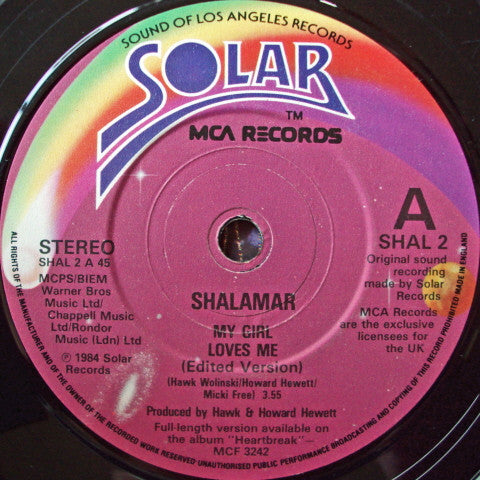 SOUND OF LOS ANGELES RECORDS
SOLAR
TM
MCA RECORDS
A
STEREO
SHAL 2
SHAL 2 A 45
MCPS/BIEM
Warner Bros
Music Ltd/
Chappell Music
Ltd/Rondor
Music (Ldn) Ltd
℗ 1984 Solar
Records
Original sound
recording
made by Solar
Records
MCA Records
are the exclusive
licensees for
the UK
SHALAMAR
MY GIRL
LOVES ME
(Edited Version)
(Hawk Wolinski/Howard Hewett/
Micki Free) 3.55
Produced by Hawk & Howard Hewett
Full-length version available on
the album "Heartbreak"—
MCF 3242
ALL RIGHTS OF THE MANUFACTURER AND OF THE OWNER OF THE RECORDED WORK RESERVED UNAUTHORISED PUBLIC PERFORMANCE BROADCASTING AND COPYING OF THIS RECORD PROHIBITED MADE IN ENGLAND